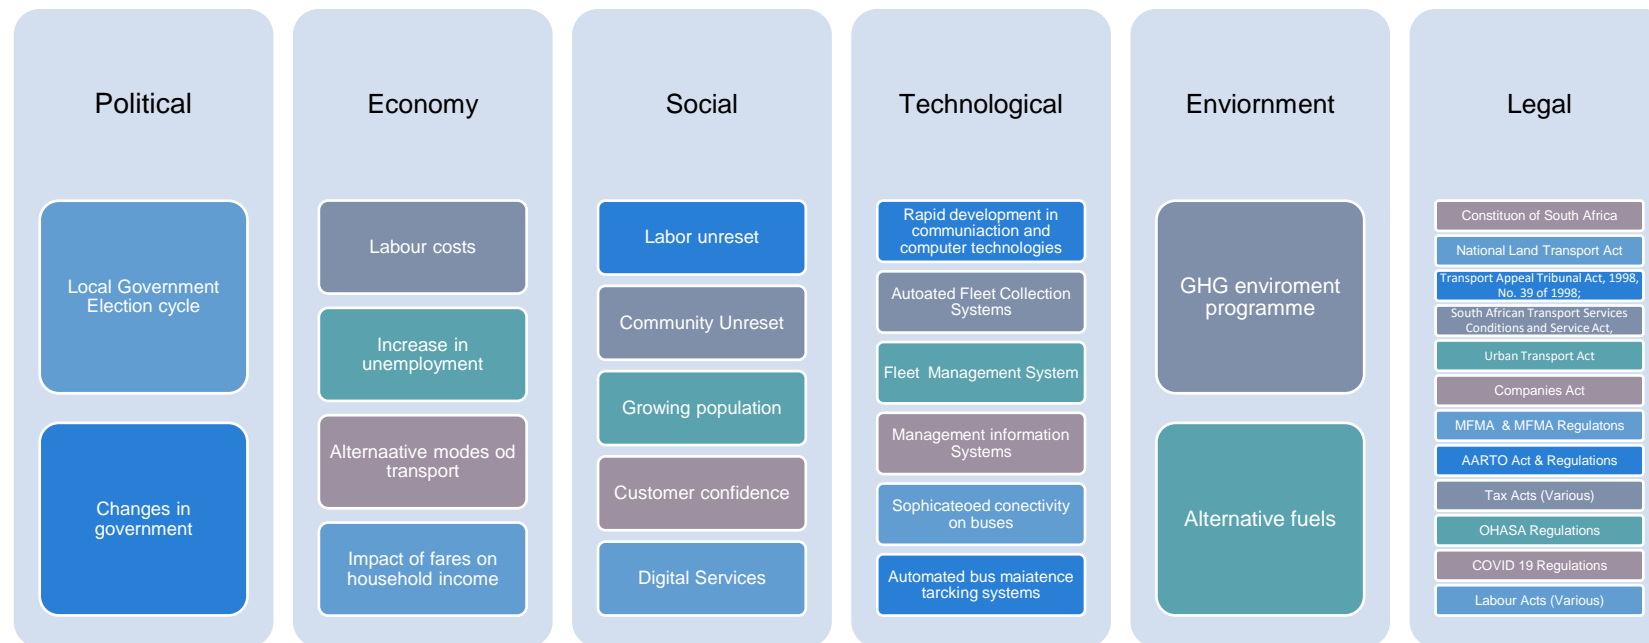 Political
Local Government
Election cycle
Changes in
government
Economy
Labour costs
Increase in
unemployment
Alternaative modes od
transport
Impact of fares on
household income
Social
Labor unreset
Community Unreset
Growing population
Customer confidence
Digital Services
Technological
Rapid development in
communiaction and
computer technologies
Autoated Fleet Collection
Systems
Fleet  Management System
Management information
Systems
Sophicateoed conectivity
on buses
Automated bus maiatence
tarcking systems
Enviornment
GHG enviroment
programme
Alternative fuels
Legal
Constituon of South Africa
National Land Transport Act
Transport Appeal Tribunal Act, 1998,
No. 39 of 1998;
South African Transport Services
Conditions and Service Act,
Urban Transport Act
Companies Act
MFMA  & MFMA Regulatons
AARTO Act & Regulations
Tax Acts (Various)
OHASA Regulations
COVID 19 Regulations
Labour Acts (Various)